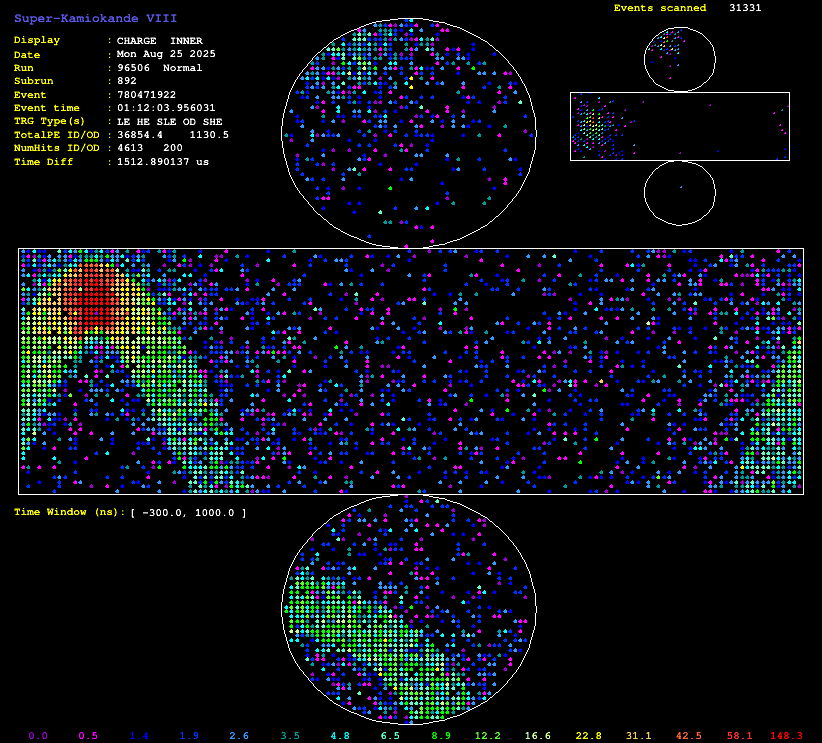 Super-Kamiokande VIII
Events scanned 31331
Display : CHARGE INNER
Date : Mon Aug 25 2025
Run : 96506 Normal
Subrun : 892
Event : 780471922
Event time : 01:12:03.956031
TRG Type(s) : LE HE SLE OD SHE
TotalPE ID/OD : 36854.4 1130.5
NumHits ID/OD : 4613 200
Time Diff : 1512.890137 us
Time Window (ns): [ -300.0, 1000.0 ]
0.0 0.5 1.4 1.9 2.6 3.5 4.8 6.5 8.9 12.2 16.6 22.8 31.1 42.5 58.1 148.3